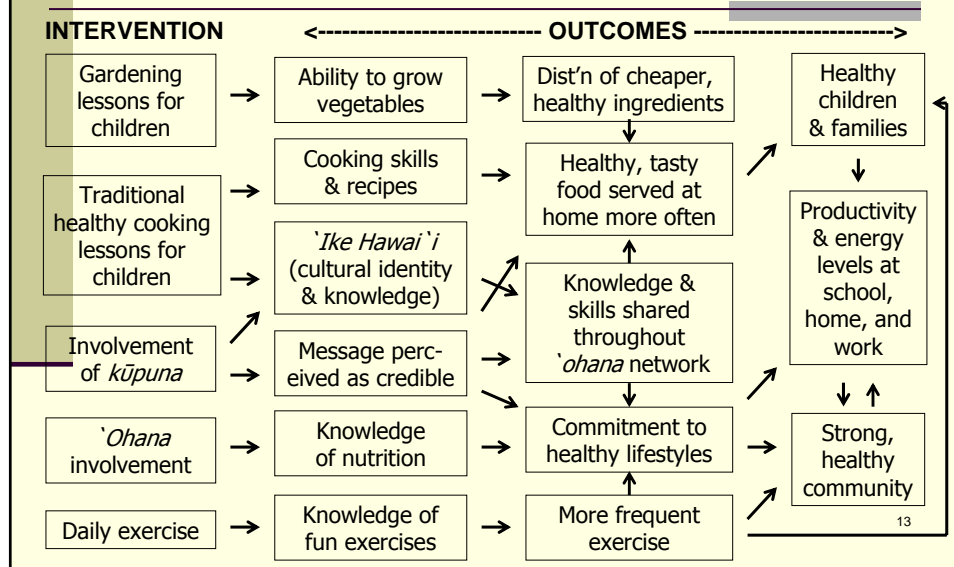 INTERVENTION <--------------------------- OUTCOMES ------------------------->
Gardening
lessons for
children
Traditional
healthy cooking
lessons for
children
Involvement
of kūpuna
`Ohana
involvement
Daily exercise
Ability to grow
vegetables
Cooking skills
& recipes
`Ike Hawai`i
(cultural identity
& knowledge)
Message perc-
eived as credible
Knowledge
of nutrition
Knowledge of
fun exercises
Dist'n of cheaper,
healthy ingredients
Healthy, tasty
food served at
home more often
Knowledge &
skills shared
throughout
`ohana network
Commitment to
healthy lifestyles
More frequent
exercise
Healthy
children
& families
Productivity
& energy
levels at
school,
home, and
work
Strong,
healthy
community
13